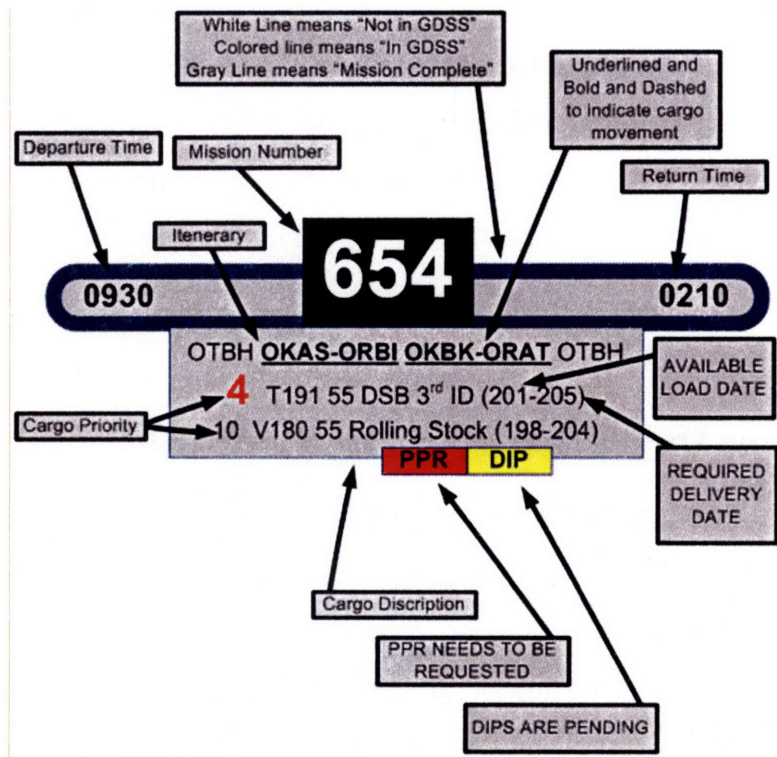 White Line means “Not in GDSS”
Colored line means “In GDSS”
Gray Line means “Mission Complete”
Underlined and
Bold and Dashed
to indicate cargo
movement
Departure Time
Mission Number
Return Time
Itenerary
654
0930
0210
OTBH OKAS-ORBI OKBK-ORAT OTBH
4 T191 55 DSB 3rd ID (201-205)
10 V180 55 Rolling Stock (198-204)
PPR DIP
Cargo Priority
AVAILABLE
LOAD DATE
REQUIRED
DELIVERY
DATE
Cargo Discription
PPR NEEDS TO BE
REQUESTED
DIPS ARE PENDING